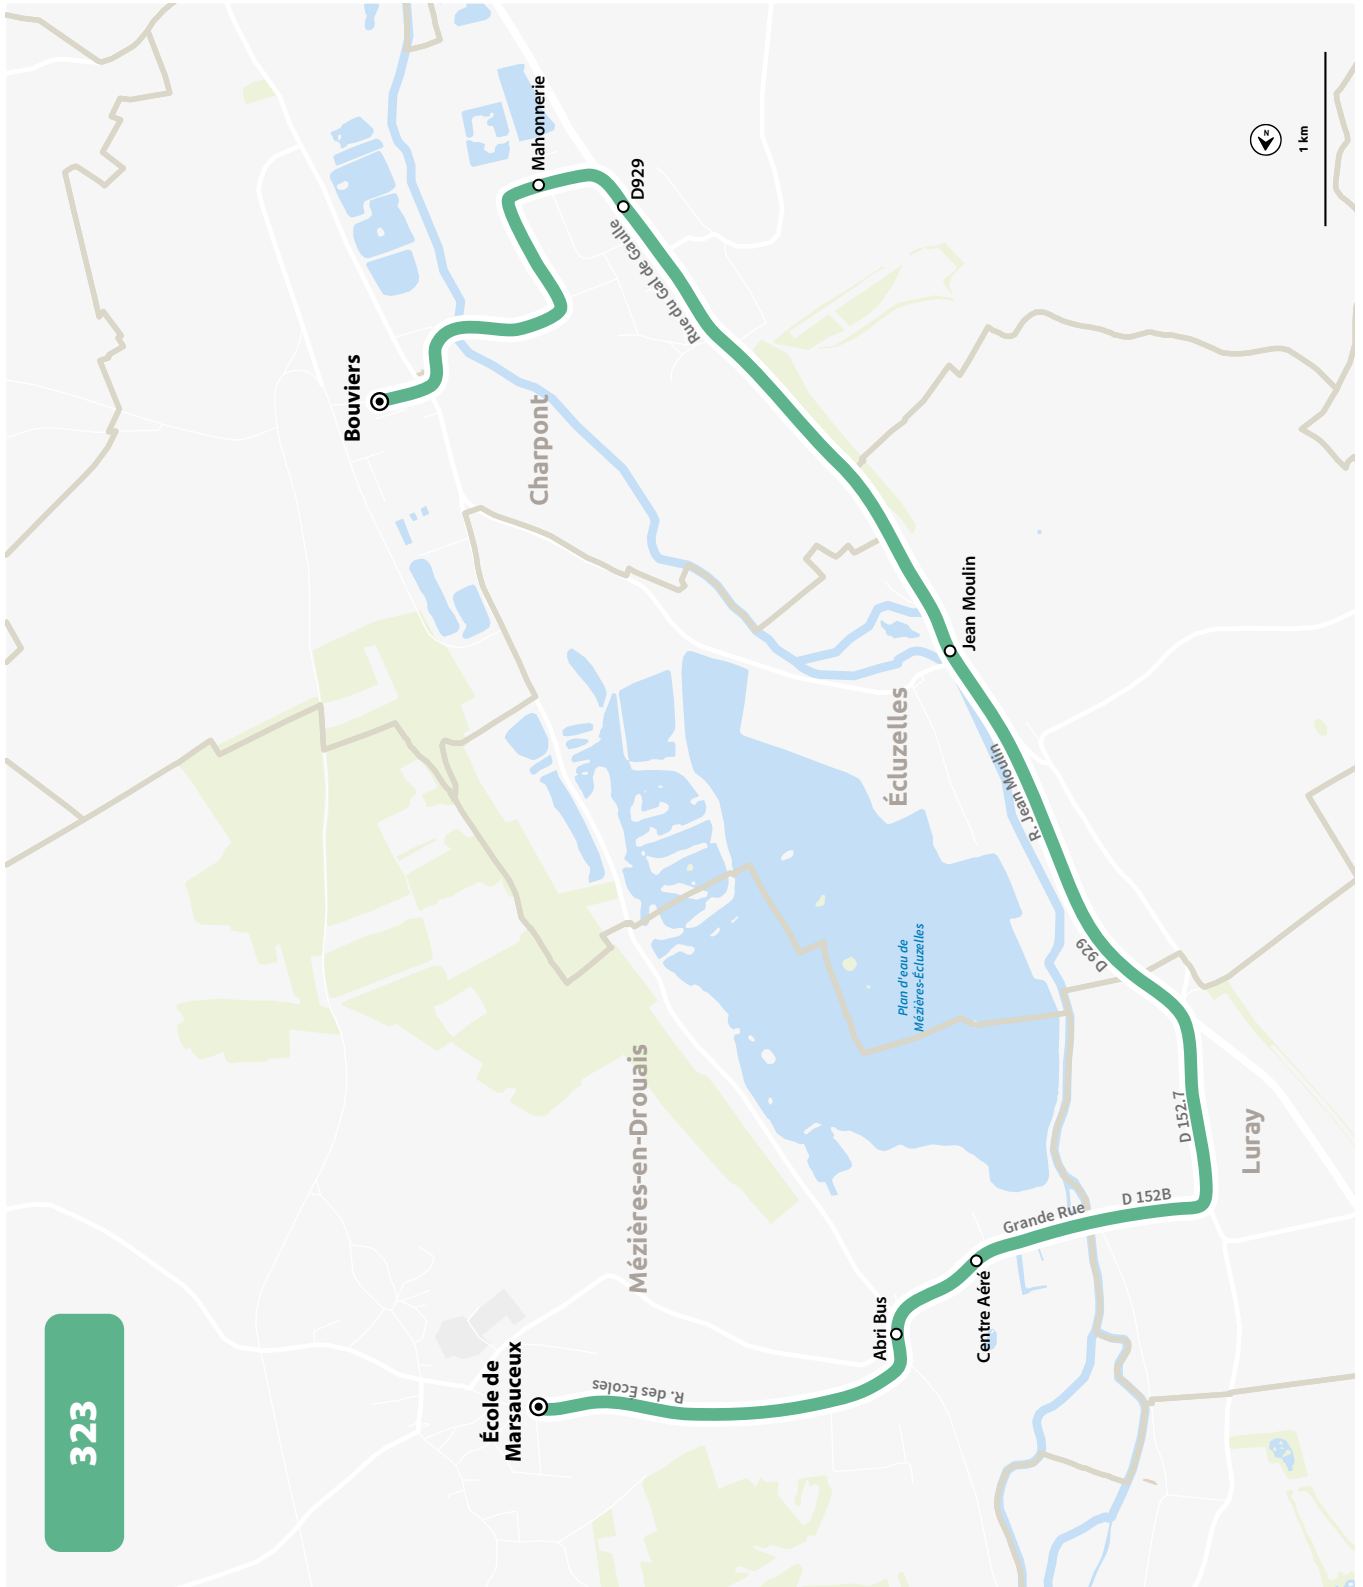 323
École de
Marsauceux
R. des Ecoles
Abri Bus
Centre Aéré
Grande Rue
D 152B
D 152.7
Luray
Mézières-en-Drouais
Plan d'eau de
Mézières-Écluzelles
D 929
R. Jean Moulin
Écluzelles
Jean Moulin
Charpont
Bouviers
Rue du Gal de Gaulle
D929
Mahonnerie
N
1 km